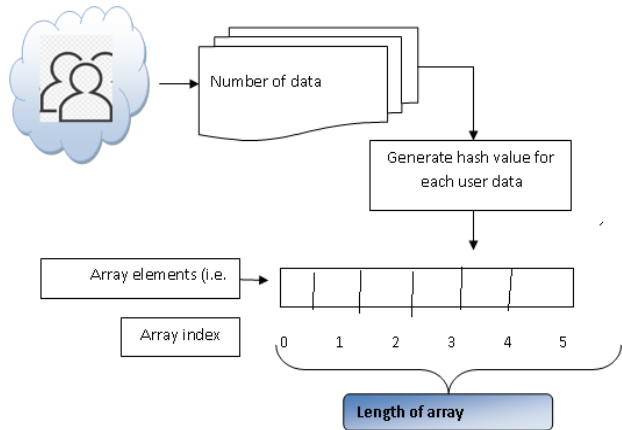 Number of data
Generate hash value for
each user data
Array elements (i.e.
Array index
0 1 2 3 4 5
Length of array